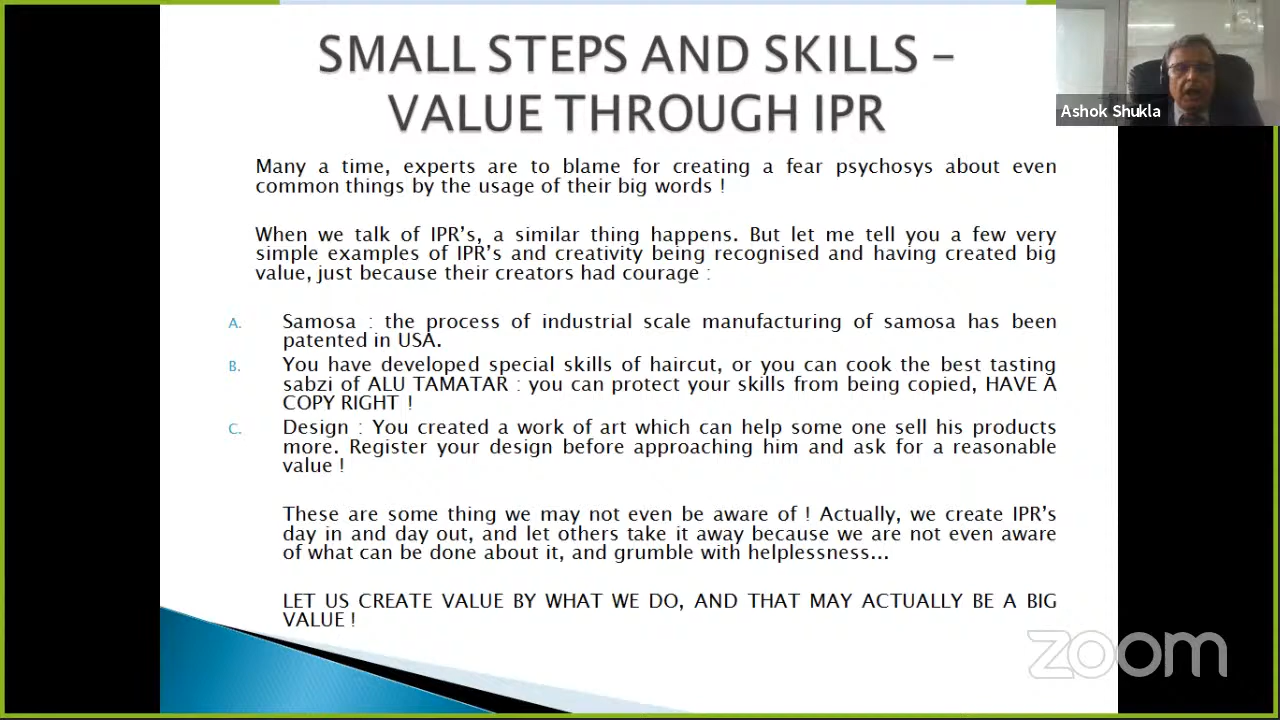 SMALL STEPS AND SKILLS –
VALUE THROUGH IPR
Ashok Shukla
Many a time, experts are to blame for creating a fear psychosys about even
common things by the usage of their big words !
When we talk of IPR's, a similar thing happens. But let me tell you a few very
simple examples of IPR's and creativity being recognised and having created big
value, just because their creators had courage :
A. Samosa : the process of industrial scale manufacturing of samosa has been
patented in USA.
B. You have developed special skills of haircut, or you can cook the best tasting
sabzi of ALU TAMATAR : you can protect your skills from being copied, HAVE A
COPY RIGHT !
C. Design : You created a work of art which can help some one sell his products
more. Register your design before approaching him and ask for a reasonable
value !
These are some thing we may not even be aware of ! Actually, we create IPR's
day in and day out, and let others take it away because we are not even aware
of what can be done about it, and grumble with helplessness...
LET US CREATE VALUE BY WHAT WE DO, AND THAT MAY ACTUALLY BE A BIG
VALUE !
zoom